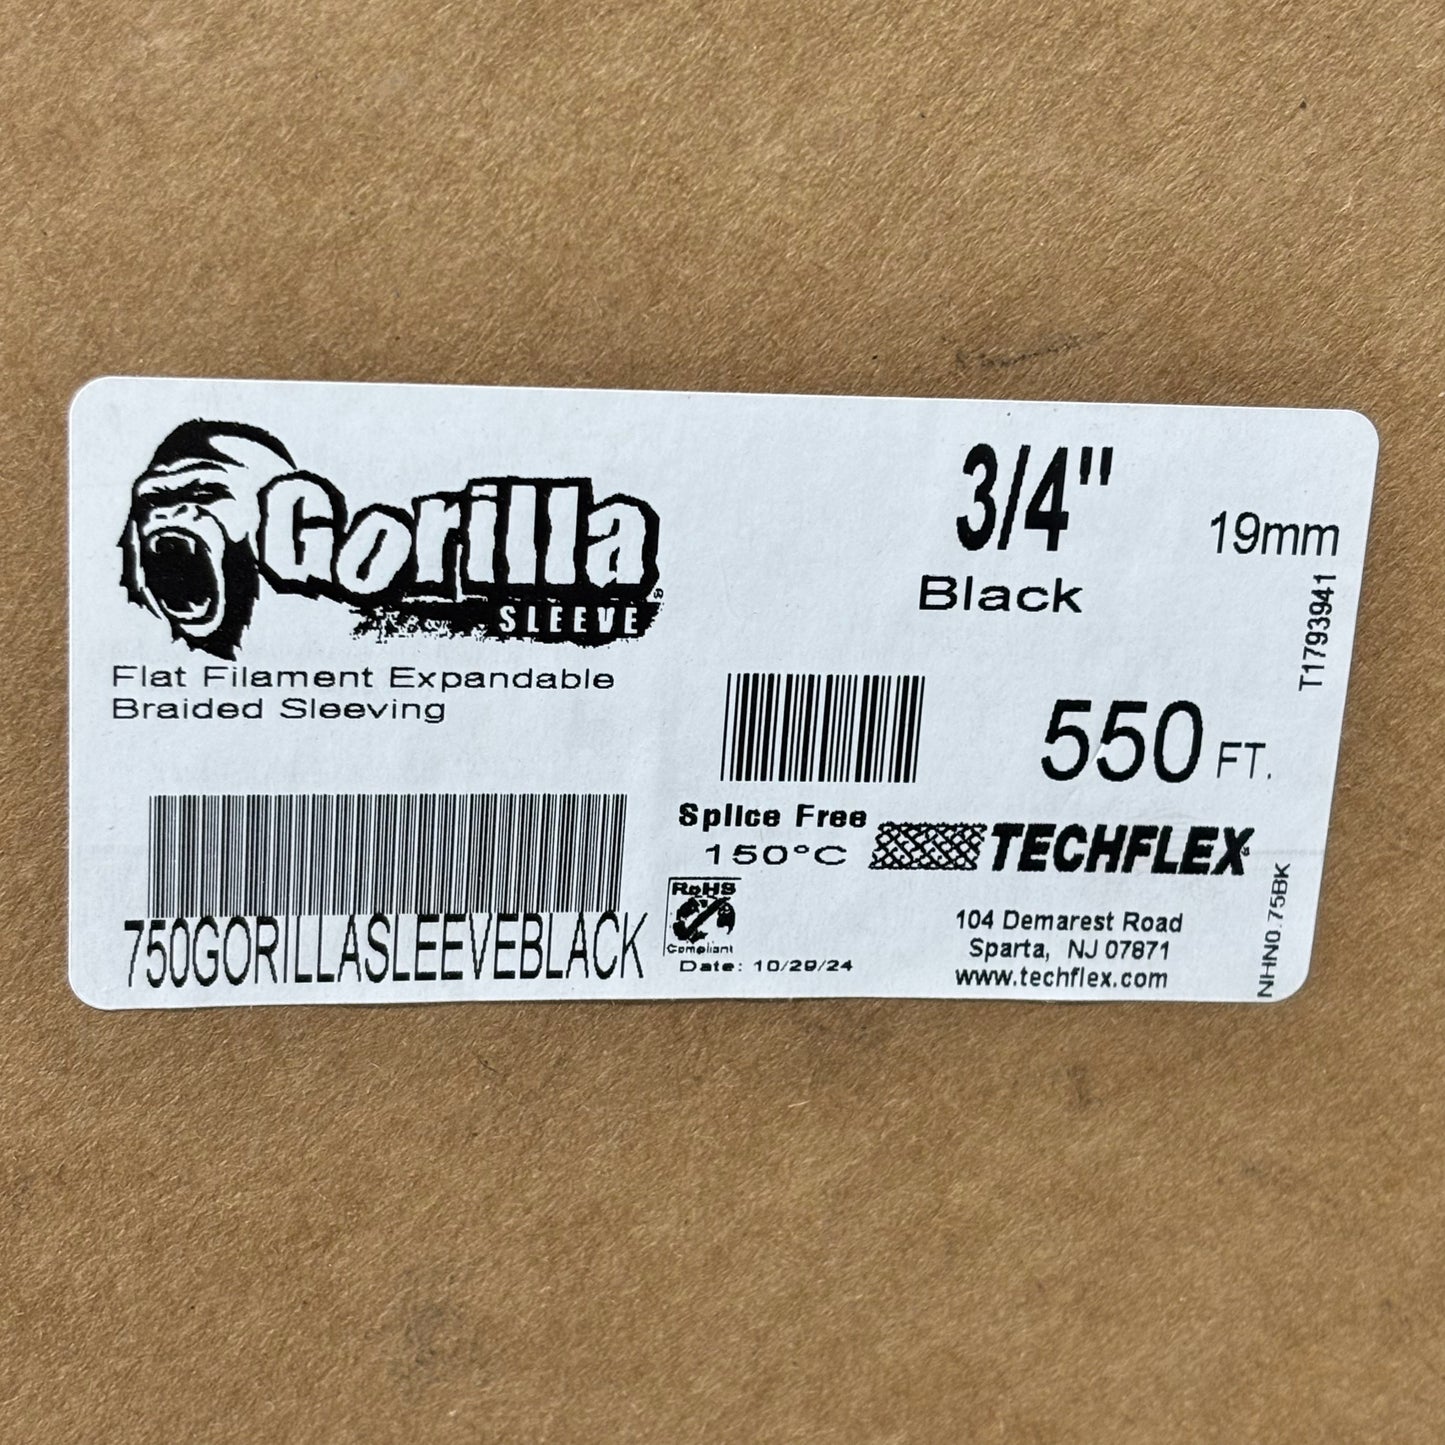 Gorilla
SLEEVE
Flat Filament Expandable
Braided Sleeving
750GORILLASLEEVEBLACK
3/4"
19mm
Black
T1793941
550 FT.
Splice Free
150°C
TECHFLEX
RoHS
Compliant
Date: 10/29/24
104 Demarest Road
Sparta, NJ 07871
www.techflex.com
NHN0.75BK